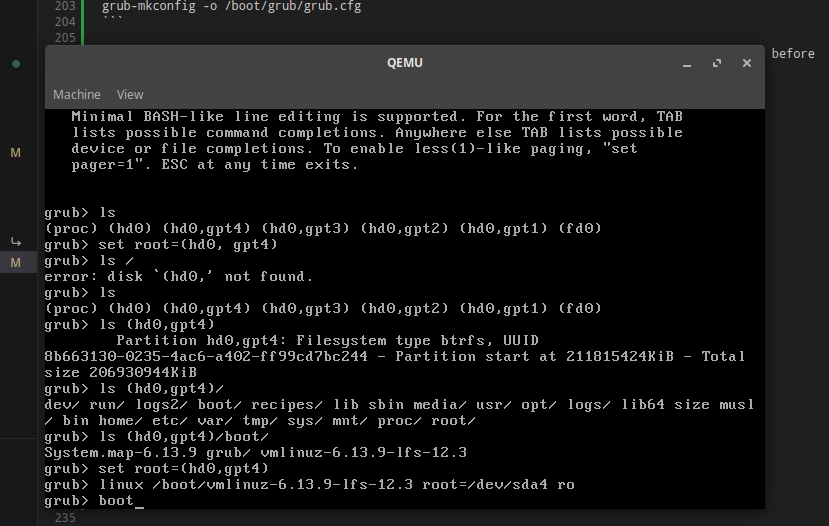 203 grub-mkconfig -o /boot/grub/grub.cfg
204 ```
205
before
QEMU
Machine View
Minimal BASH-like line editing is supported. For the first word, TAB
lists possible command completions. Anywhere else TAB lists possible
device or file completions. To enable less(1)-like paging, "set
pager=1". ESC at any time exits.
grub> ls
(proc) (hd0) (hd0,gpt4) (hd0,gpt3) (hd0,gpt2) (hd0,gpt1) (fd0)
grub> set root=(hd0, gpt4)
grub> ls /
error: disk `(hd0,' not found.
grub> ls
(proc) (hd0) (hd0,gpt4) (hd0,gpt3) (hd0,gpt2) (hd0,gpt1) (fd0)
grub> ls (hd0,gpt4)
Partition hd0,gpt4: Filesystem type btrfs, UUID
8b663130-0235-4ac6-a402-ff99cd7bc244 - Partition start at 211815424KiB - Total
size 206930944KiB
grub> ls (hd0,gpt4)/
dev/ run/ logs2/ boot/ recipes/ lib sbin media/ usr/ opt/ logs/ lib64 size musl
/ bin home/ etc/ var/ tmp/ sys/ mnt/ proc/ root/
grub> ls (hd0,gpt4)/boot/
System.map-6.13.9 grub/ vmlinuz-6.13.9-lfs-12.3
grub> set root=(hd0,gpt4)
grub> linux /boot/vmlinuz-6.13.9-lfs-12.3 root=/dev/sda4 ro
grub> boot_
235
M
M